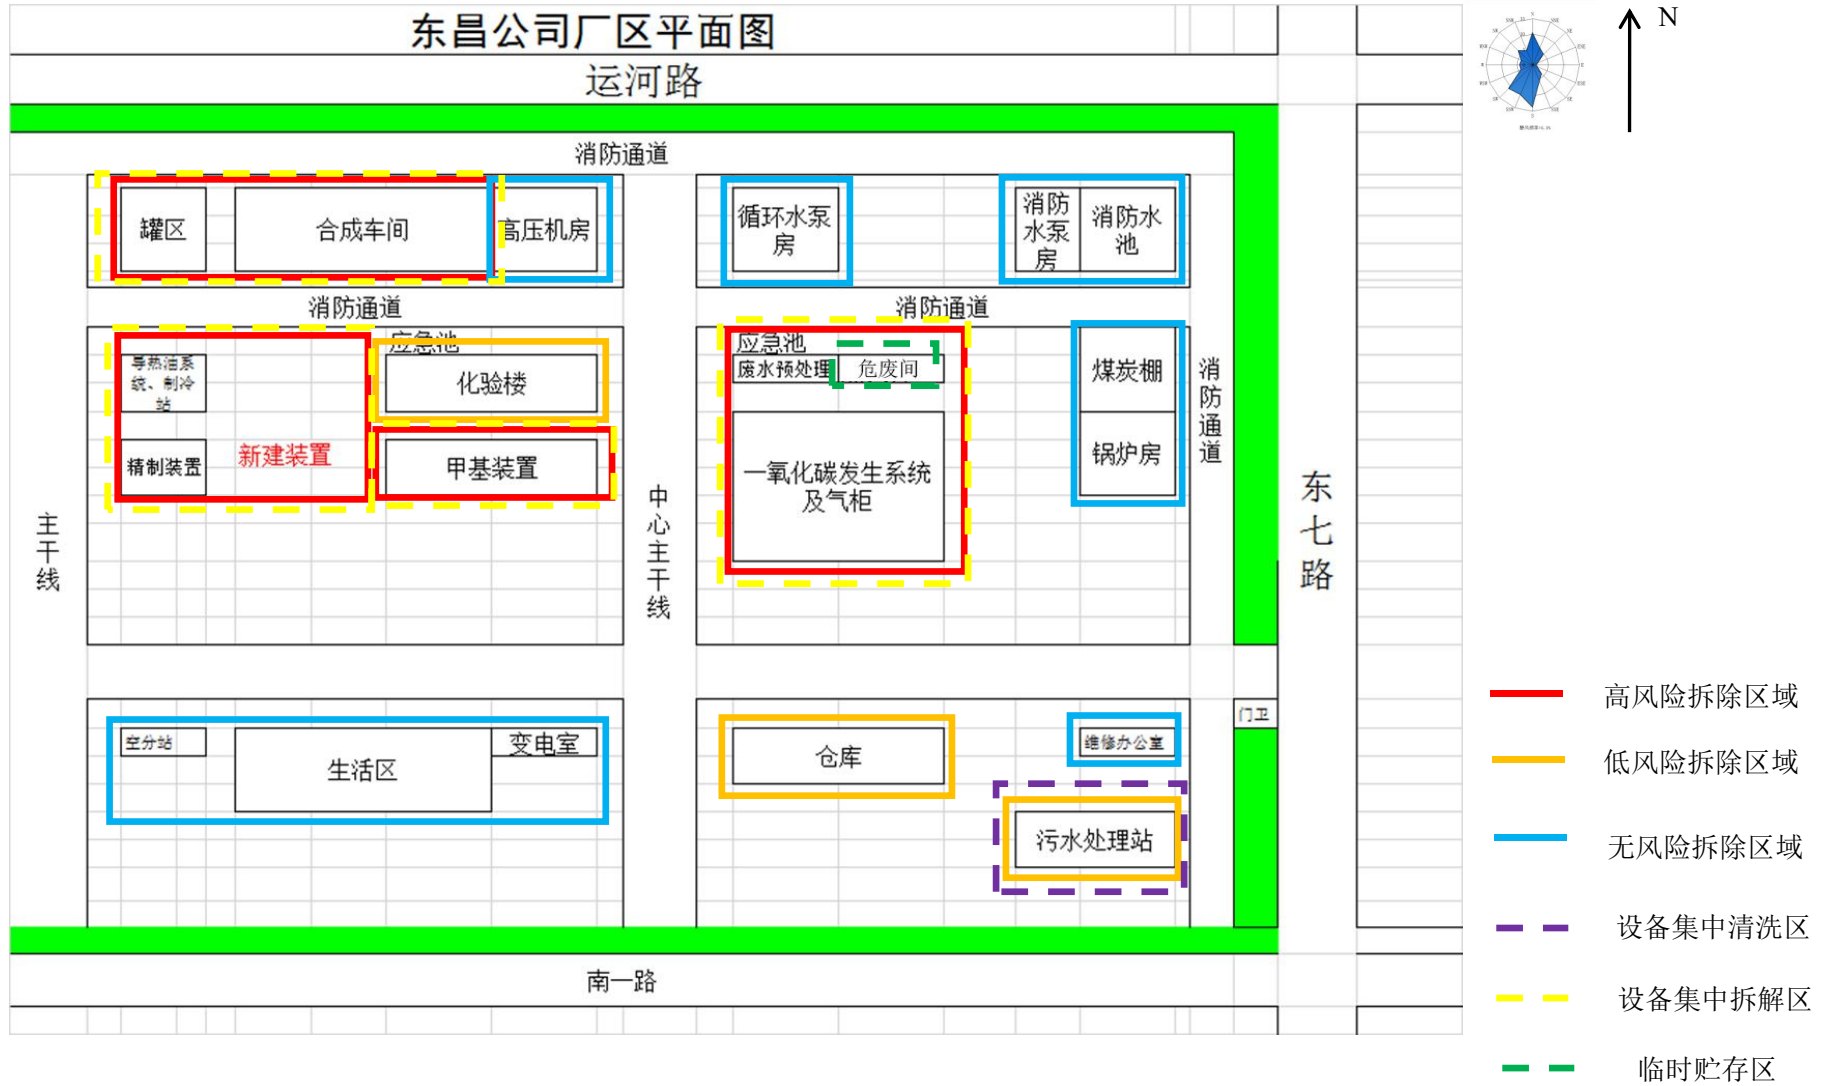 东昌公司厂区平面图
N
运河路
消防通道
罐区
合成车间
高压机房
循环水泵
房
消防
水泵
房
消防水
池
消防通道
消防通道
导热油系
统、制冷
站
应急池
化验楼
应急池
废水预处理
危废间
煤炭棚
消防通道
精制装置
新建装置
甲基装置
一氧化碳发生系统
及气柜
锅炉房
主干线
中心主干线
东七路
空分站
生活区
变电室
仓库
维修办公室
门卫
污水处理站
南一路
高风险拆除区域
低风险拆除区域
无风险拆除区域
设备集中清洗区
设备集中拆解区
临时贮存区